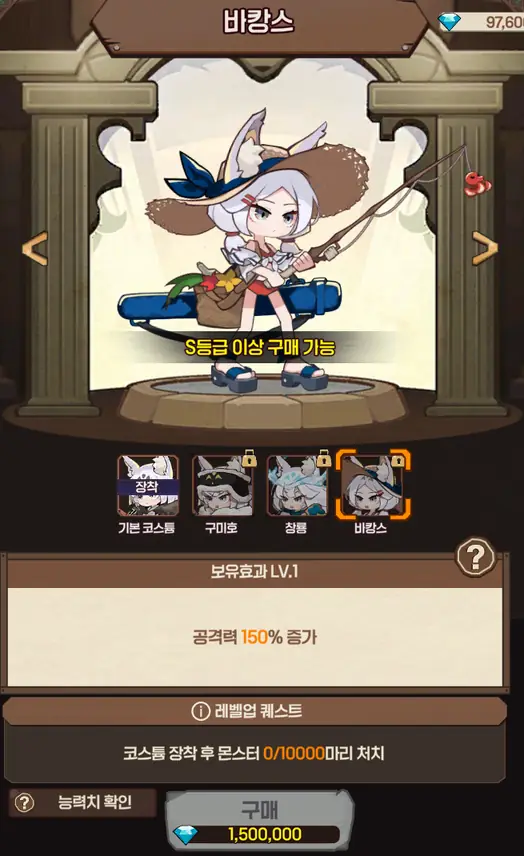 바캉스
97,60
S등급 이상 구매 가능
장착
기본 코스튬
구미호
창룡
바캉스
?
보유효과 LV.1
공격력 150% 증가
i 레벨업 퀘스트
코스튬 장착 후 몬스터 0/10000마리 처치
? 능력치 확인
구매
1,500,000